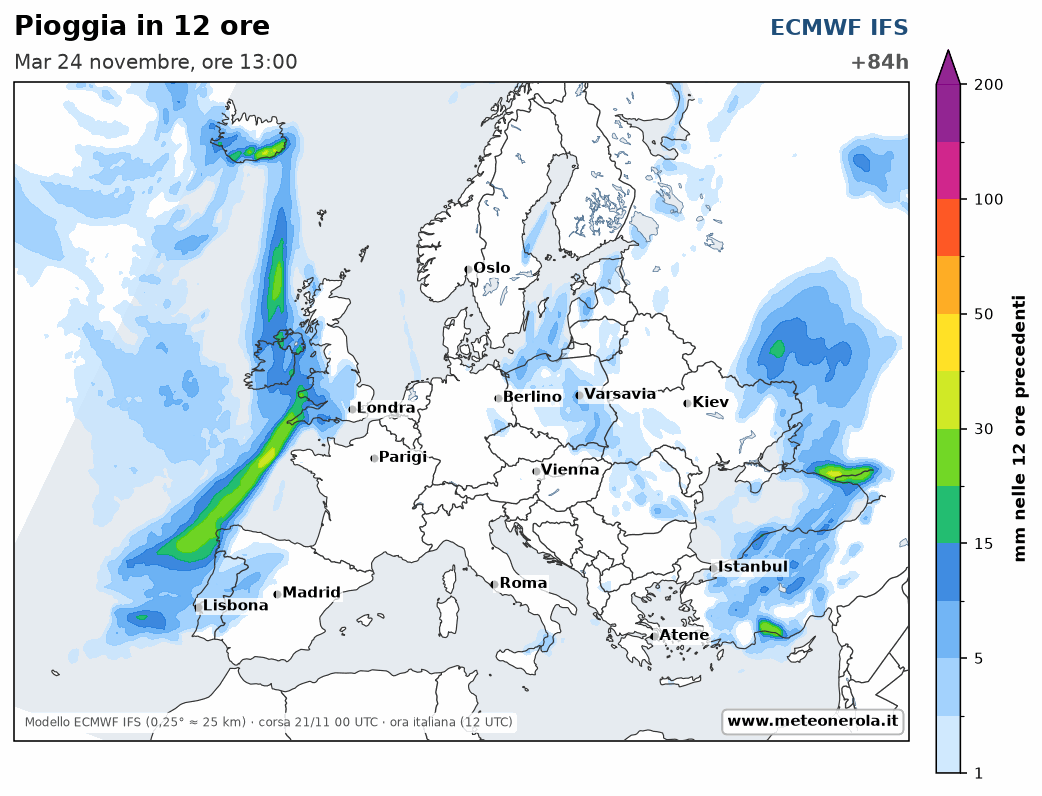 Pioggia in 12 ore
ECMWF IFS
Mar 24 novembre, ore 13:00
+84h
200
100
50
30
15
5
1
mm nelle 12 ore precedenti
Oslo
Londra
Berlino
Varsavia
Kiev
Parigi
Vienna
Istanbul
Roma
Madrid
Lisbona
Atene
Modello ECMWF IFS (0,25° ≈ 25 km) · corsa 21/11 00 UTC · ora italiana (12 UTC)
www.meteonerola.it